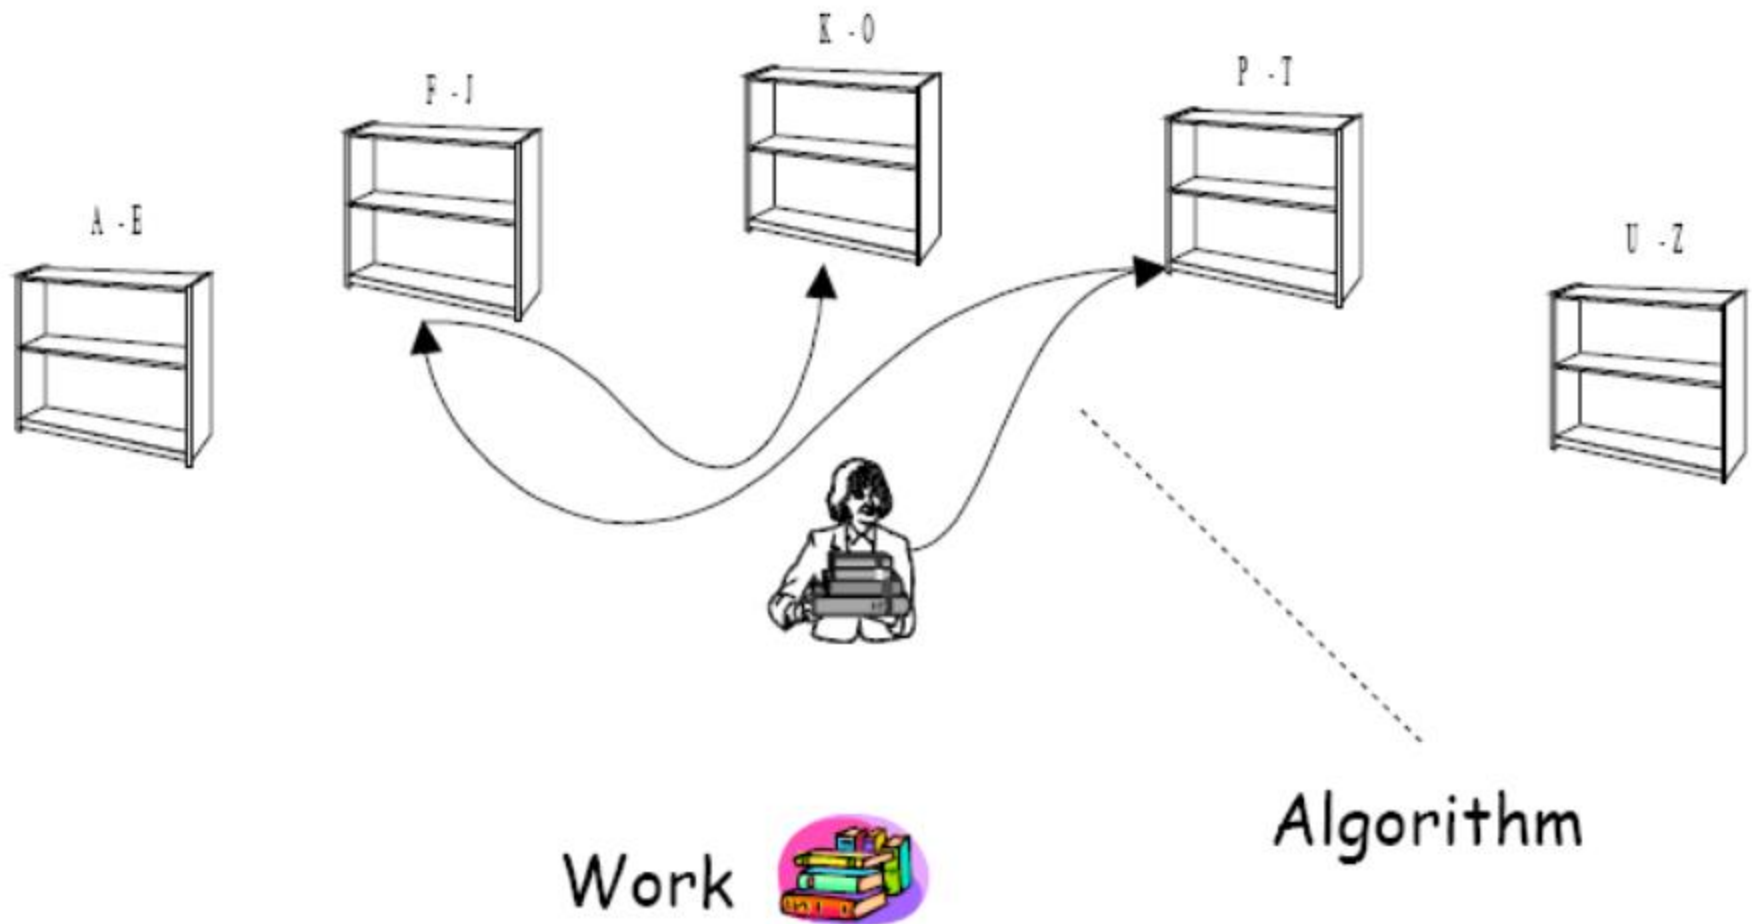 K - O
P - T
F - J
A - E
U - Z
Algorithm
Work